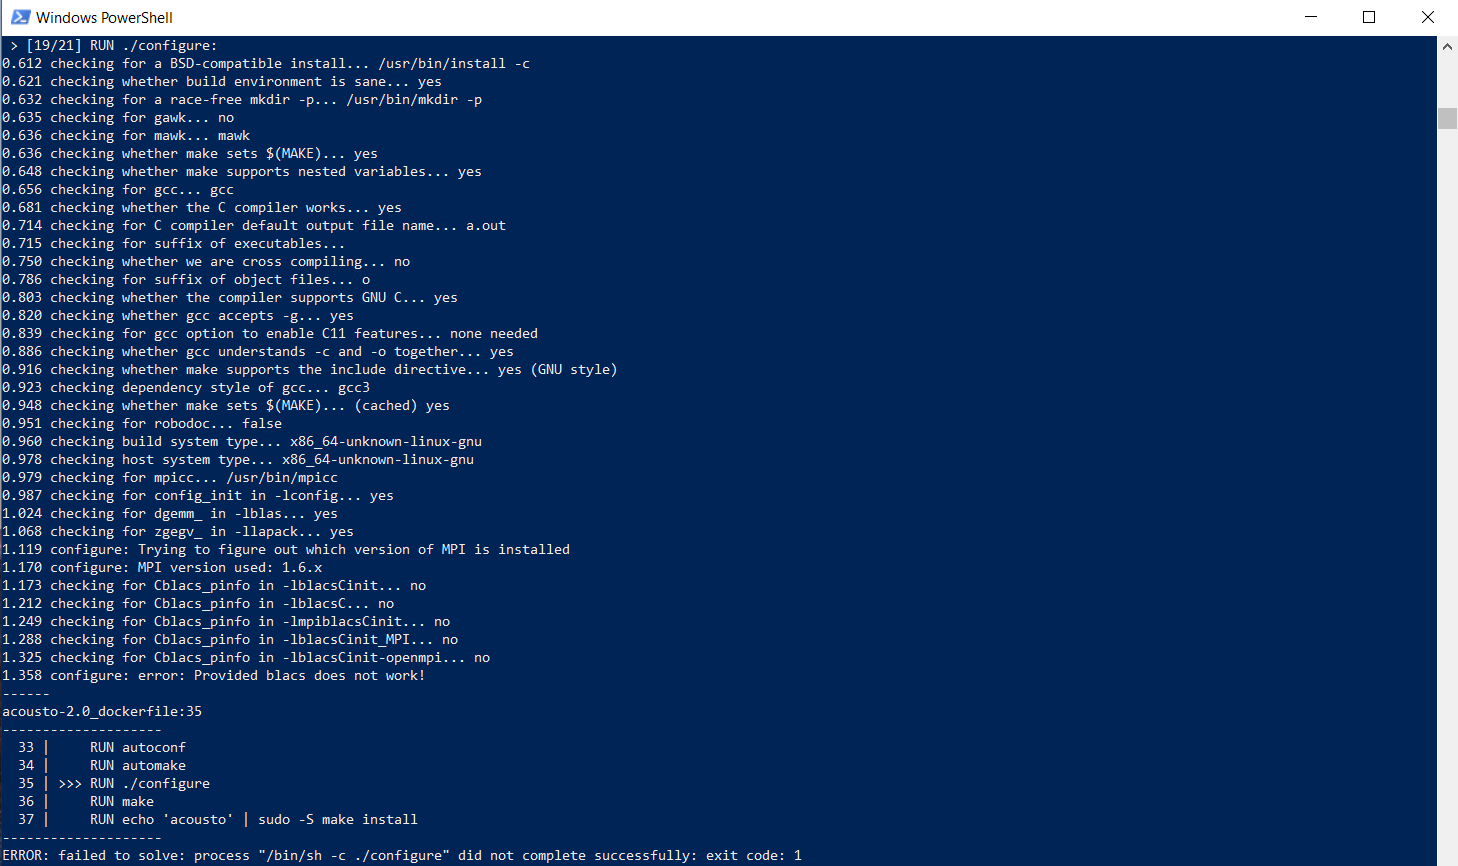 Windows PowerShell
> [19/21] RUN ./configure:
0.612 checking for a BSD-compatible install... /usr/bin/install -c
0.621 checking whether build environment is sane... yes
0.632 checking for a race-free mkdir -p... /usr/bin/mkdir -p
0.635 checking for gawk... no
0.636 checking for mawk... mawk
0.636 checking whether make sets $(MAKE)... yes
0.648 checking whether make supports nested variables... yes
0.656 checking for gcc... gcc
0.681 checking whether the C compiler works... yes
0.714 checking for C compiler default output file name... a.out
0.715 checking for suffix of executables...
0.750 checking whether we are cross compiling... no
0.786 checking for suffix of object files... o
0.803 checking whether the compiler supports GNU C... yes
0.820 checking whether gcc accepts -g... yes
0.839 checking for gcc option to enable C11 features... none needed
0.886 checking whether gcc understands -c and -o together... yes
0.916 checking whether make supports the include directive... yes (GNU style)
0.923 checking dependency style of gcc... gcc3
0.948 checking whether make sets $(MAKE)... (cached) yes
0.951 checking for robodoc... false
0.960 checking build system type... x86_64-unknown-linux-gnu
0.978 checking host system type... x86_64-unknown-linux-gnu
0.979 checking for mpicc... /usr/bin/mpicc
0.987 checking for config_init in -lconfig... yes
1.024 checking for dgemm_ in -lblas... yes
1.068 checking for zgegv_ in -llapack... yes
1.119 configure: Trying to figure out which version of MPI is installed
1.170 configure: MPI version used: 1.6.x
1.173 checking for Cblacs_pinfo in -lblacsCinit... no
1.212 checking for Cblacs_pinfo in -lblacsC... no
1.249 checking for Cblacs_pinfo in -lmpiblacsCinit... no
1.288 checking for Cblacs_pinfo in -lblacsCinit_MPI... no
1.325 checking for Cblacs_pinfo in -lblacsCinit-openmpi... no
1.358 configure: error: Provided blacs does not work!
------
acousto-2.0_dockerfile:35
--------------------
33 |     RUN autoconf
34 |     RUN automake
35 | >>> RUN ./configure
36 |     RUN make
37 |     RUN echo 'acousto' | sudo -S make install
--------------------
ERROR: failed to solve: process "/bin/sh -c ./configure" did not complete successfully: exit code: 1